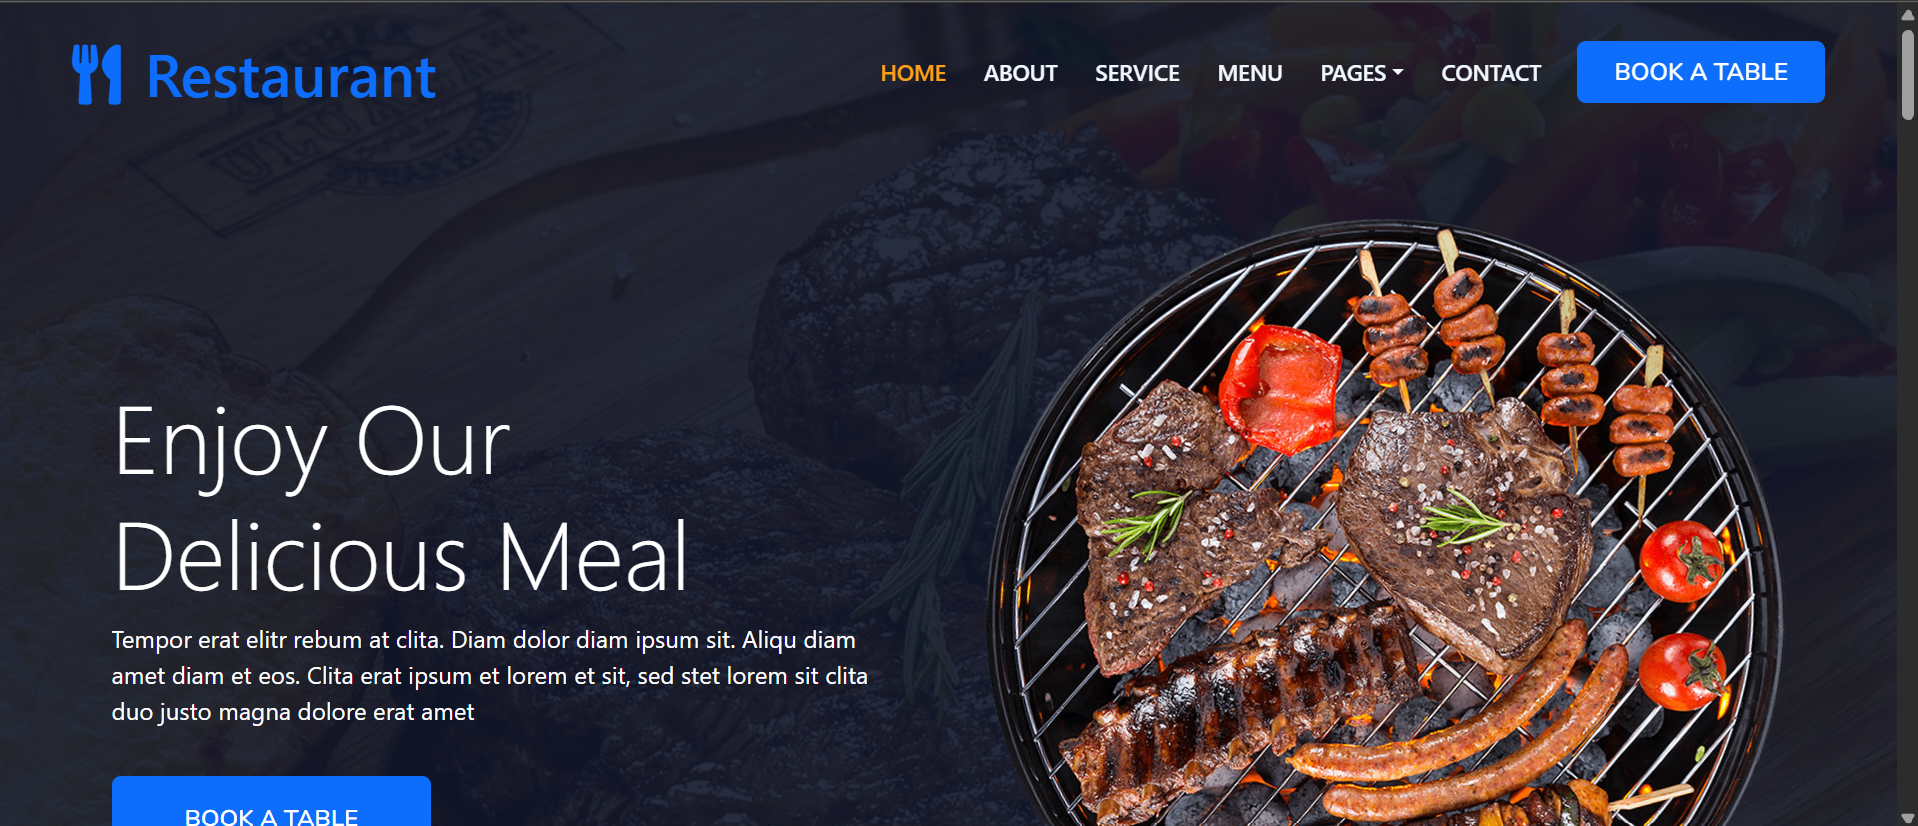 Restaurant
HOME ABOUT SERVICE MENU PAGES CONTACT BOOK A TABLE
Enjoy Our
Delicious Meal
Tempor erat elitr rebum at clita. Diam dolor diam ipsum sit. Aliqu diam
amet diam et eos. Clita erat ipsum et lorem et sit, sed stet lorem sit clita
duo justo magna dolore erat amet
BOOK A TABLE